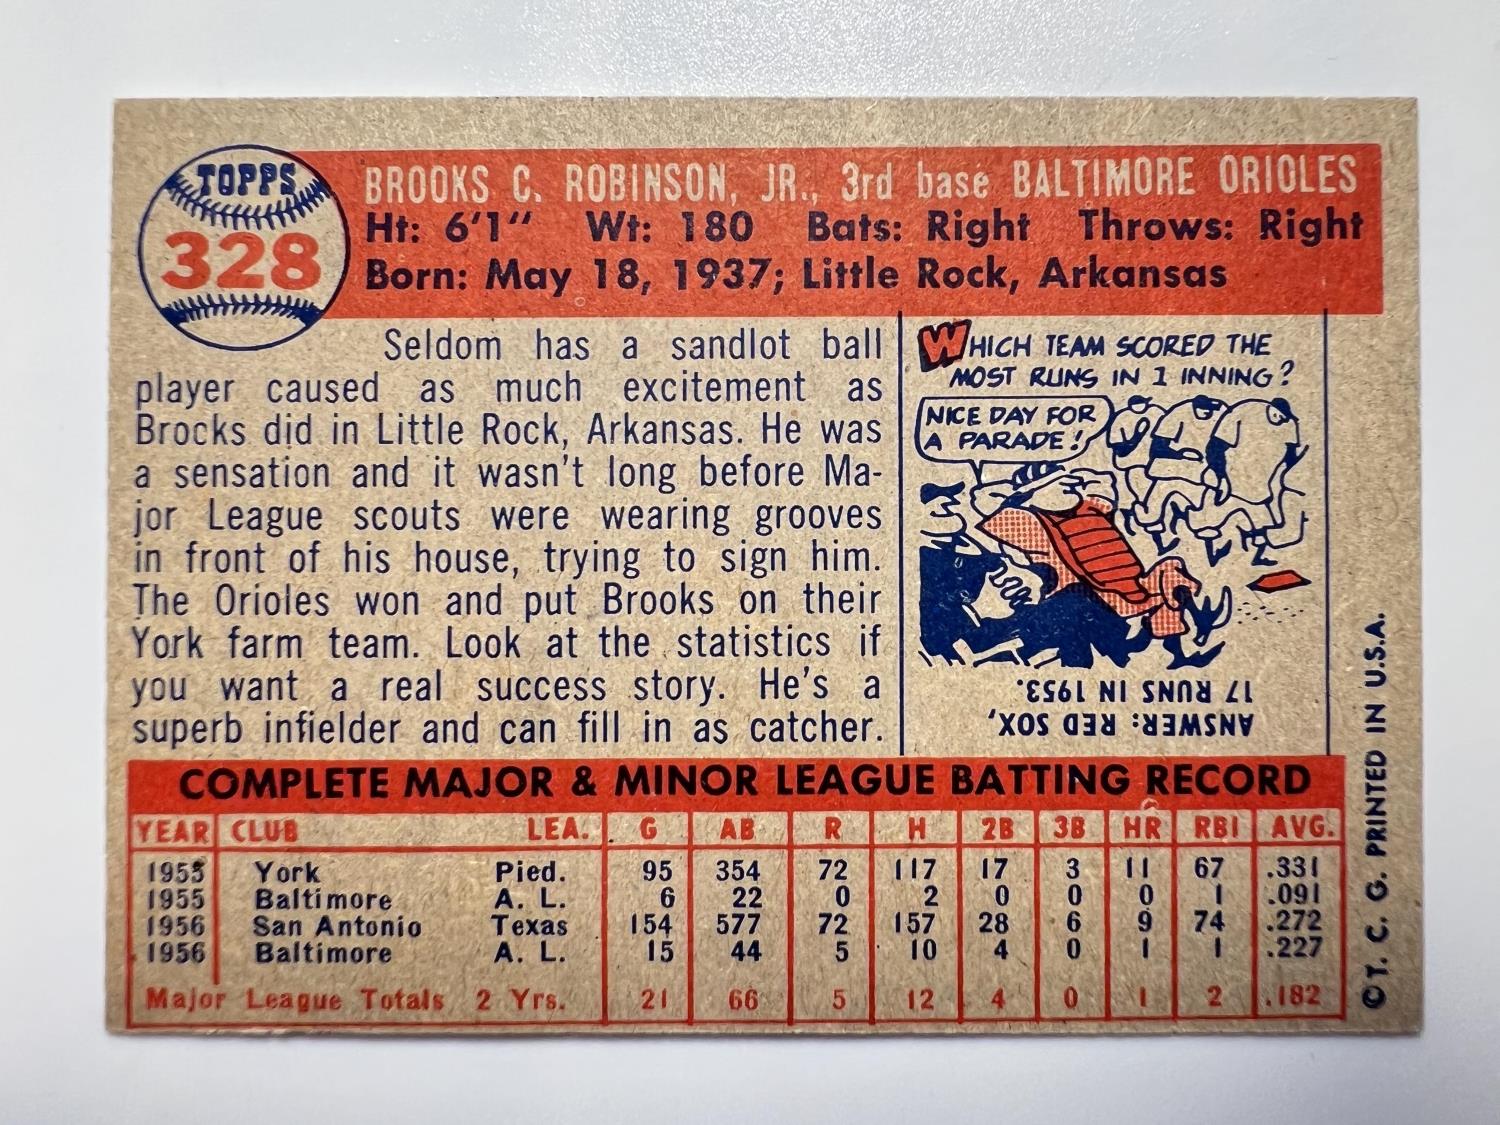 TOPPS
328
BROOKS C. ROBINSON, JR., 3rd base BALTIMORE ORIOLES
Ht: 6'1" Wt: 180 Bats: Right Throws: Right
Born: May 18, 1937; Little Rock, Arkansas
Seldom has a sandlot ball
player caused as much excitement as
Brooks did in Little Rock, Arkansas. He was
a sensation and it wasn't long before Ma-
jor League scouts were wearing grooves
in front of his house, trying to sign him.
The Orioles won and put Brooks on their
York farm team. Look at the statistics if
you want a real success story. He's a
superb infielder and can fill in as catcher.
WHICH TEAM SCORED THE
MOST RUNS IN 1 INNING?
NICE DAY FOR
A PARADE!
ANSWER: RED SOX,
17 RUNS IN 1953.
COMPLETE MAJOR & MINOR LEAGUE BATTING RECORD
YEAR CLUB LEA. G AB R H 2B 3B HR RBI AVG.
1955 York Pied. 95 354 72 117 17 3 11 67 .331
1955 Baltimore A. L. 6 22 0 2 0 0 0 1 .091
1956 San Antonio Texas 154 577 72 157 28 6 9 74 .272
1956 Baltimore A. L. 15 44 5 10 4 0 1 1 .227
Major League Totals 2 Yrs. 21 66 5 12 4 0 1 2 .182
©T. C. G. PRINTED IN U.S.A.